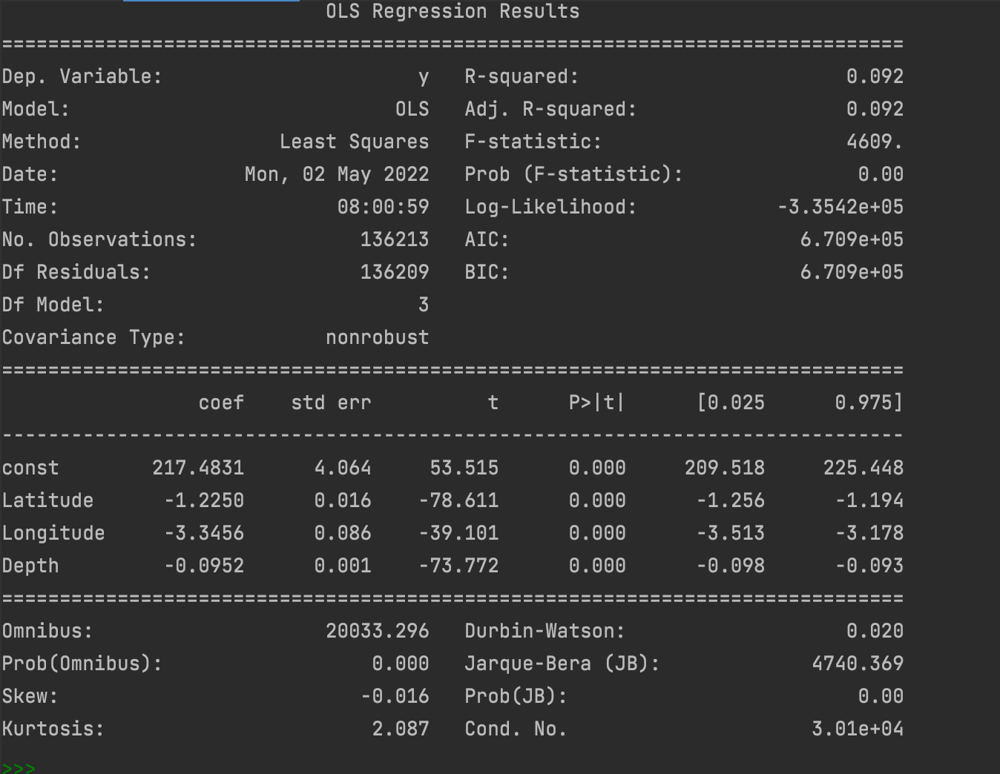 OLS Regression Results
==============================================================================
Dep. Variable:                      y   R-squared:                       0.092
Model:                            OLS   Adj. R-squared:                  0.092
Method:                 Least Squares   F-statistic:                     4609.
Date:                Mon, 02 May 2022   Prob (F-statistic):               0.00
Time:                        08:00:59   Log-Likelihood:            -3.3542e+05
No. Observations:              136213   AIC:                         6.709e+05
Df Residuals:                  136209   BIC:                         6.709e+05
Df Model:                           3
Covariance Type:            nonrobust
==============================================================================
                 coef    std err          t      P>|t|      [0.025      0.975]
------------------------------------------------------------------------------
const        217.4831      4.064     53.515      0.000     209.518     225.448
Latitude      -1.2250      0.016    -78.611      0.000      -1.256      -1.194
Longitude     -3.3456      0.086    -39.101      0.000      -3.513      -3.178
Depth         -0.0952      0.001    -73.772      0.000      -0.098      -0.093
==============================================================================
Omnibus:                    20033.296   Durbin-Watson:                   0.020
Prob(Omnibus):                  0.000   Jarque-Bera (JB):             4740.369
Skew:                          -0.016   Prob(JB):                         0.00
Kurtosis:                       2.087   Cond. No.                     3.01e+04
>>>